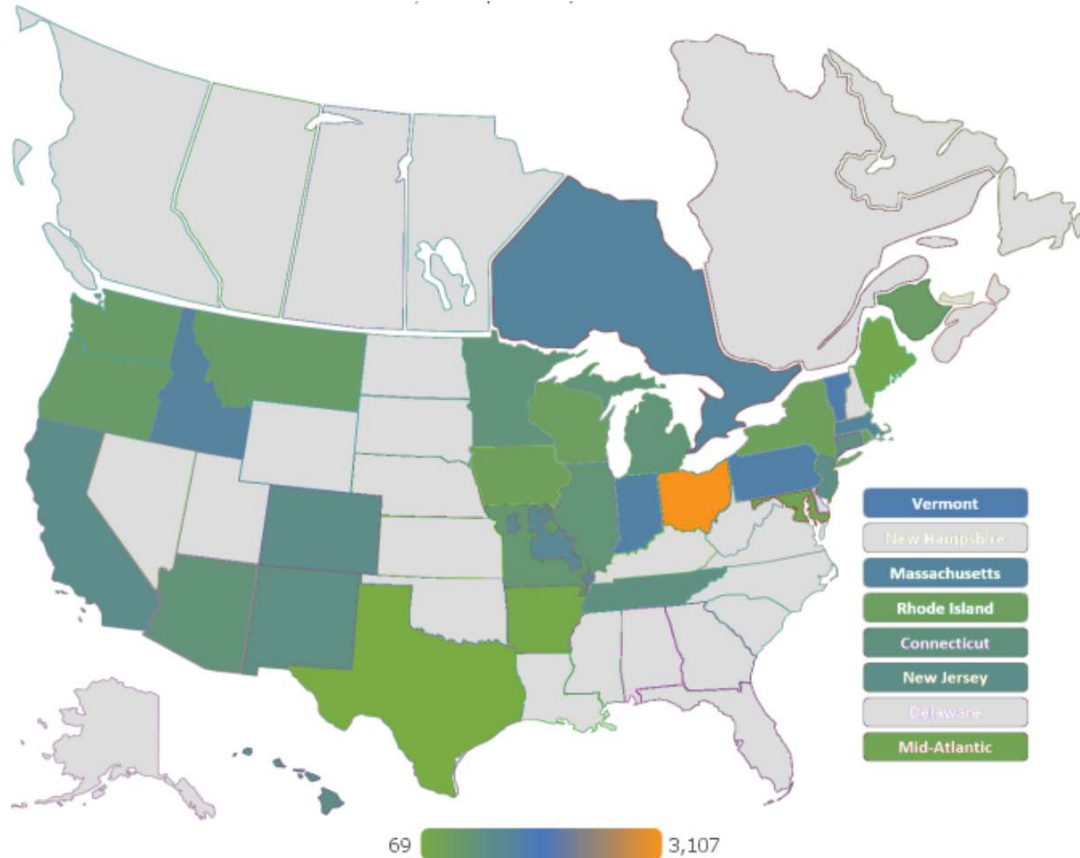 Vermont
New Hampshire
Massachusetts
Rhode Island
Connecticut
New Jersey
Delaware
Mid-Atlantic
69
3,107